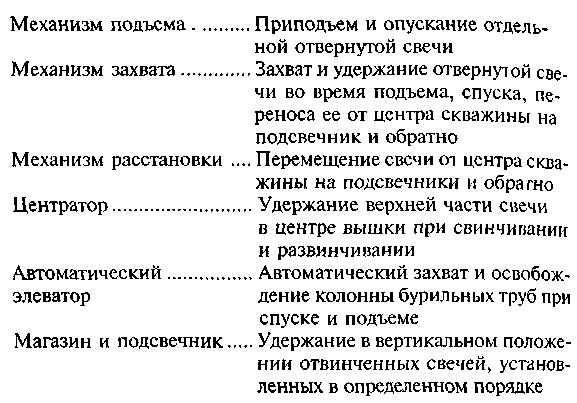 Механизм подъема . ......... Приподъем и опускание отдель-
ной отвернутой свечи
Механизм захвата ............. Захват и удержание отвернутой све-
чи во время подъема, спуска, пе-
реноса ее от центра скважины на
подсвечник и обратно
Механизм расстановки .... Перемещение свечи от центра сква-
жины на подсвечники и обратно
Центратор .......................... Удержание верхней части свечи
в центре вышки при свинчивании
и развинчивании
Автоматический ................ Автоматический захват и освобож-
элеватор дение колонны бурильных труб при
спуске и подъеме
Магазин и подсвечник ..... Удержание в вертикальном положе-
нии отвинченных свечей, установ-
ленных в определенном порядке